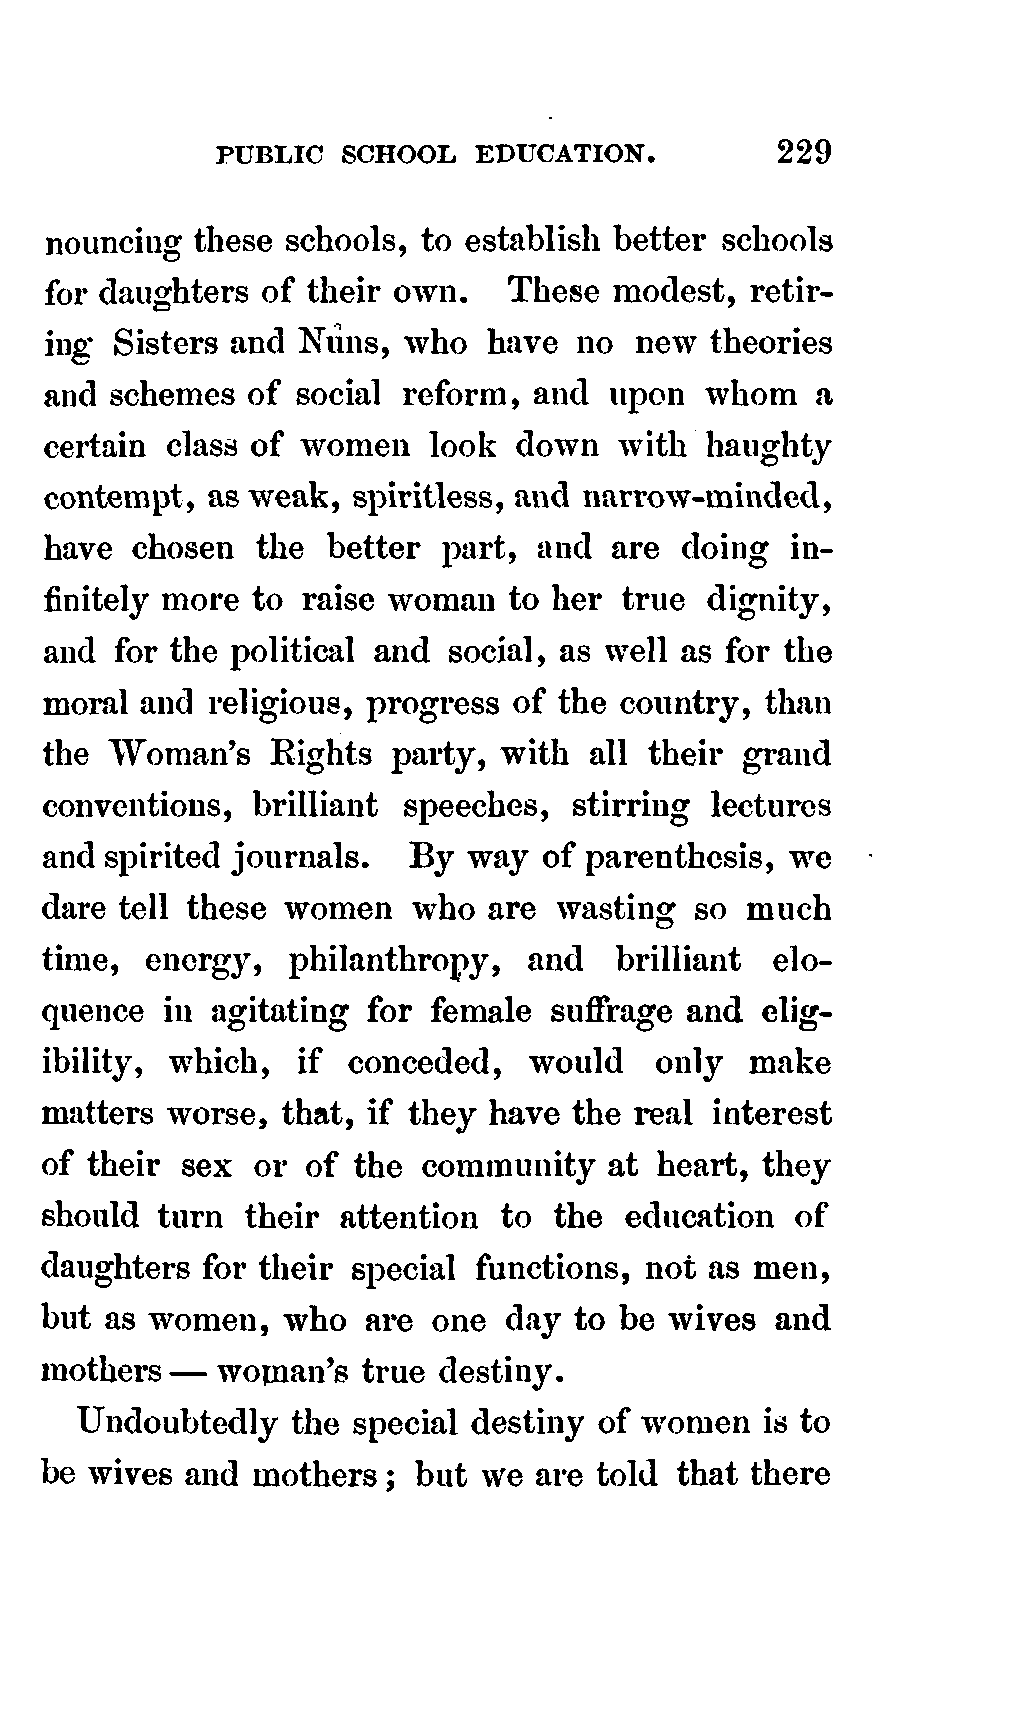 PUBLIC SCHOOL EDUCATION. 229
nouncing these schools, to establish better schools
for daughters of their own. These modest, retir-
ing Sisters and Nuns, who have no new theories
and schemes of social reform, and upon whom a
certain class of women look down with haughty
contempt, as weak, spiritless, and narrow-minded,
have chosen the better part, and are doing in-
finitely more to raise woman to her true dignity,
and for the political and social, as well as for the
moral and religious, progress of the country, than
the Woman's Rights party, with all their grand
conventions, brilliant speeches, stirring lectures
and spirited journals. By way of parenthesis, we
dare tell these women who are wasting so much
time, energy, philanthropy, and brilliant elo-
quence in agitating for female suffrage and elig-
ibility, which, if conceded, would only make
matters worse, that, if they have the real interest
of their sex or of the community at heart, they
should turn their attention to the education of
daughters for their special functions, not as men,
but as women, who are one day to be wives and
mothers — woman's true destiny.
Undoubtedly the special destiny of women is to
be wives and mothers; but we are told that there